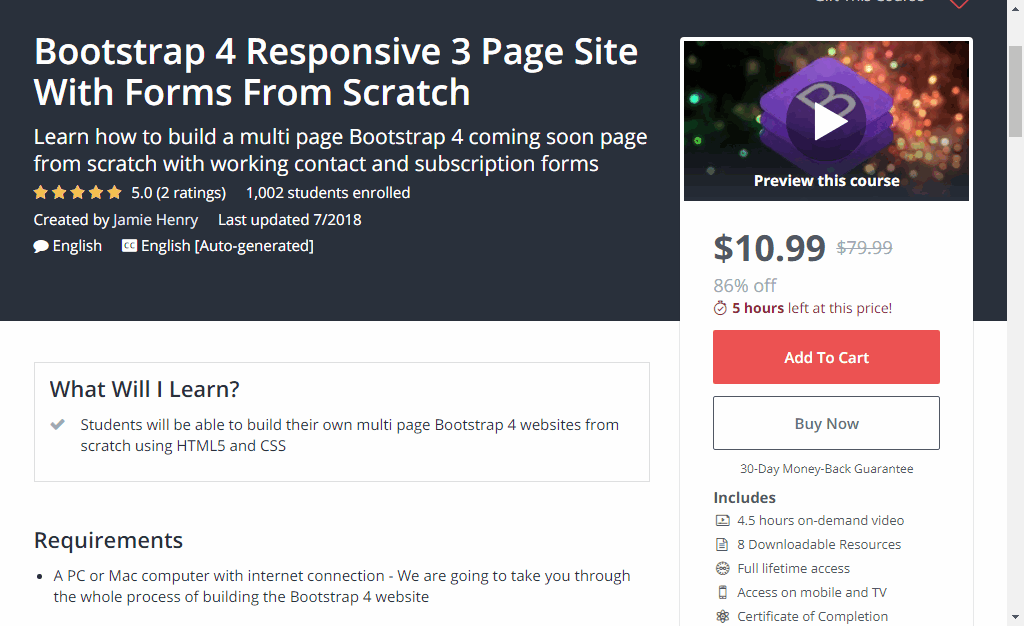 Gift This Course
Bootstrap 4 Responsive 3 Page Site
With Forms From Scratch
Learn how to build a multi page Bootstrap 4 coming soon page
from scratch with working contact and subscription forms
5.0 (2 ratings) 1,002 students enrolled
Created by Jamie Henry Last updated 7/2018
English CC English [Auto-generated]
B
Preview this course
$10.99 $79.99
86% off
5 hours left at this price!
Add To Cart
Buy Now
30-Day Money-Back Guarantee
Includes
4.5 hours on-demand video
8 Downloadable Resources
Full lifetime access
Access on mobile and TV
Certificate of Completion
What Will I Learn?
Students will be able to build their own multi page Bootstrap 4 websites from
scratch using HTML5 and CSS
Requirements
A PC or Mac computer with internet connection - We are going to take you through
the whole process of building the Bootstrap 4 website